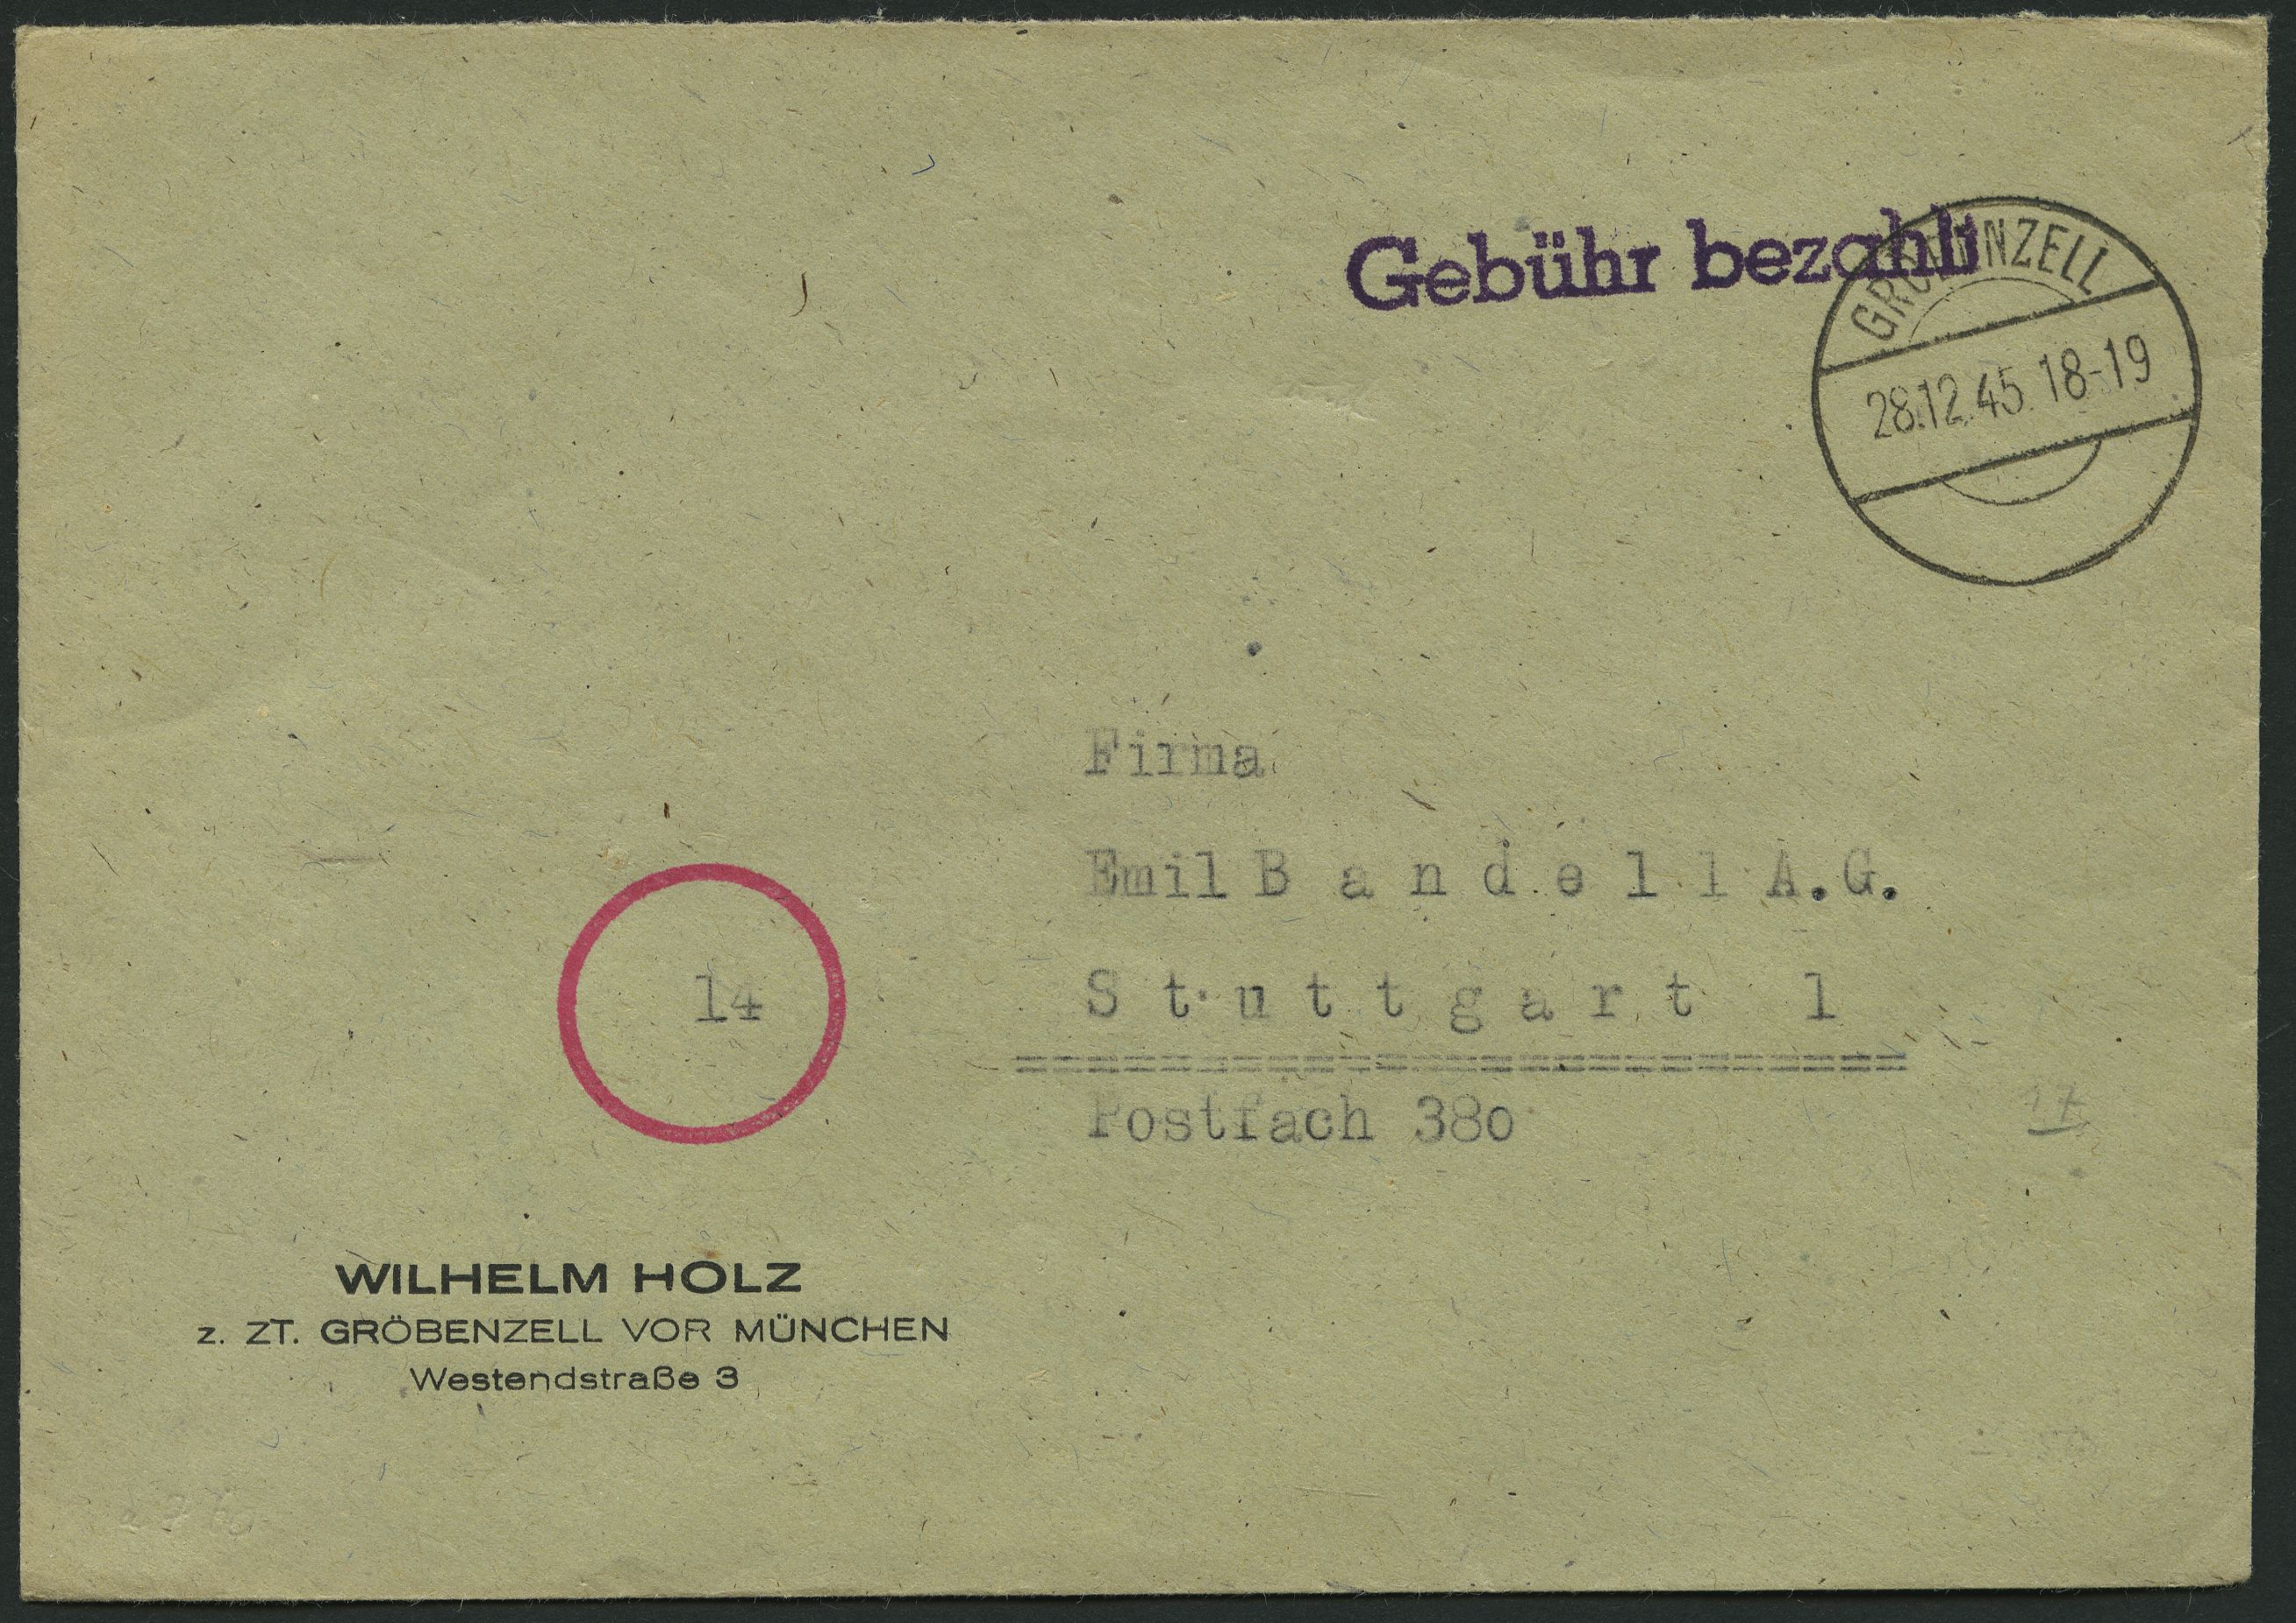 Gebühr bezahlt
GRÖBENZELL
28.12.45.18-19
Firma
Emil B a n d e l l A.G.
14
S t u t t g a r t 1
Postfach 380
17
WILHELM HOLZ
z. ZT. GRÖBENZELL VOR MÜNCHEN
Westendstraße 3